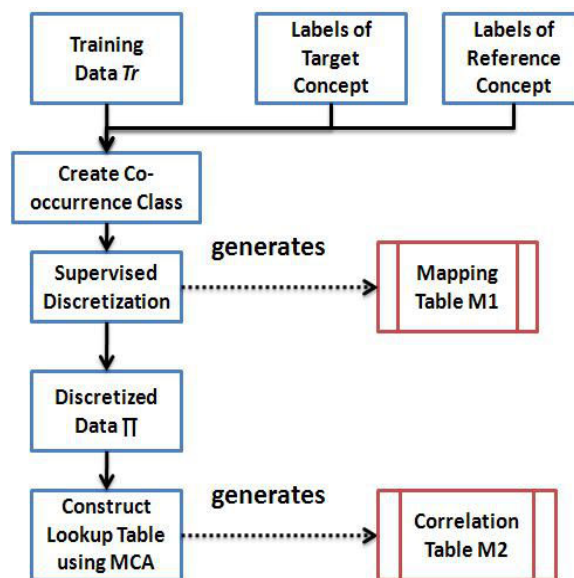 Training
Data Tr
Labels of
Target
Concept
Labels of
Reference
Concept
Create Co-
occurrence Class
generates
Supervised
Discretization
Mapping
Table M1
Discretized
Data ∏
generates
Construct
Lookup Table
using MCA
Correlation
Table M2